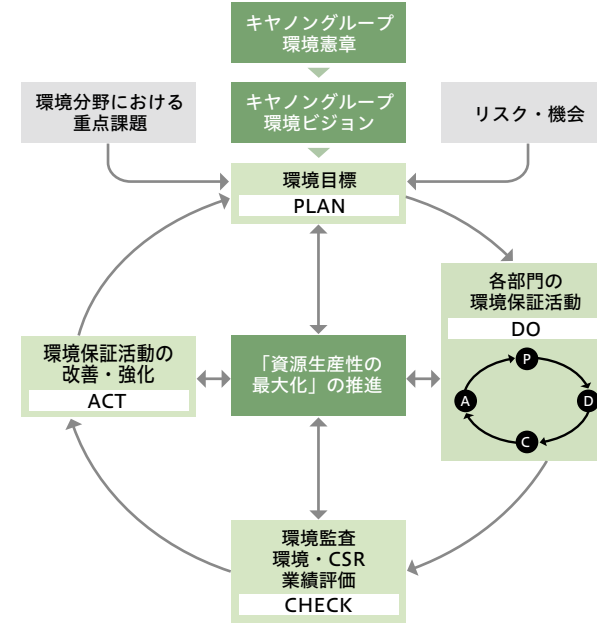 キヤノングループ
環境憲章
環境分野における
重点課題
キヤノングループ
環境ビジョン
リスク・機会
環境目標
PLAN
各部門の
環境保証活動
DO
P
A
D
C
環境保証活動の
改善・強化
ACT
「資源生産性の
最大化」の推進
環境監査
環境・CSR
業績評価
CHECK